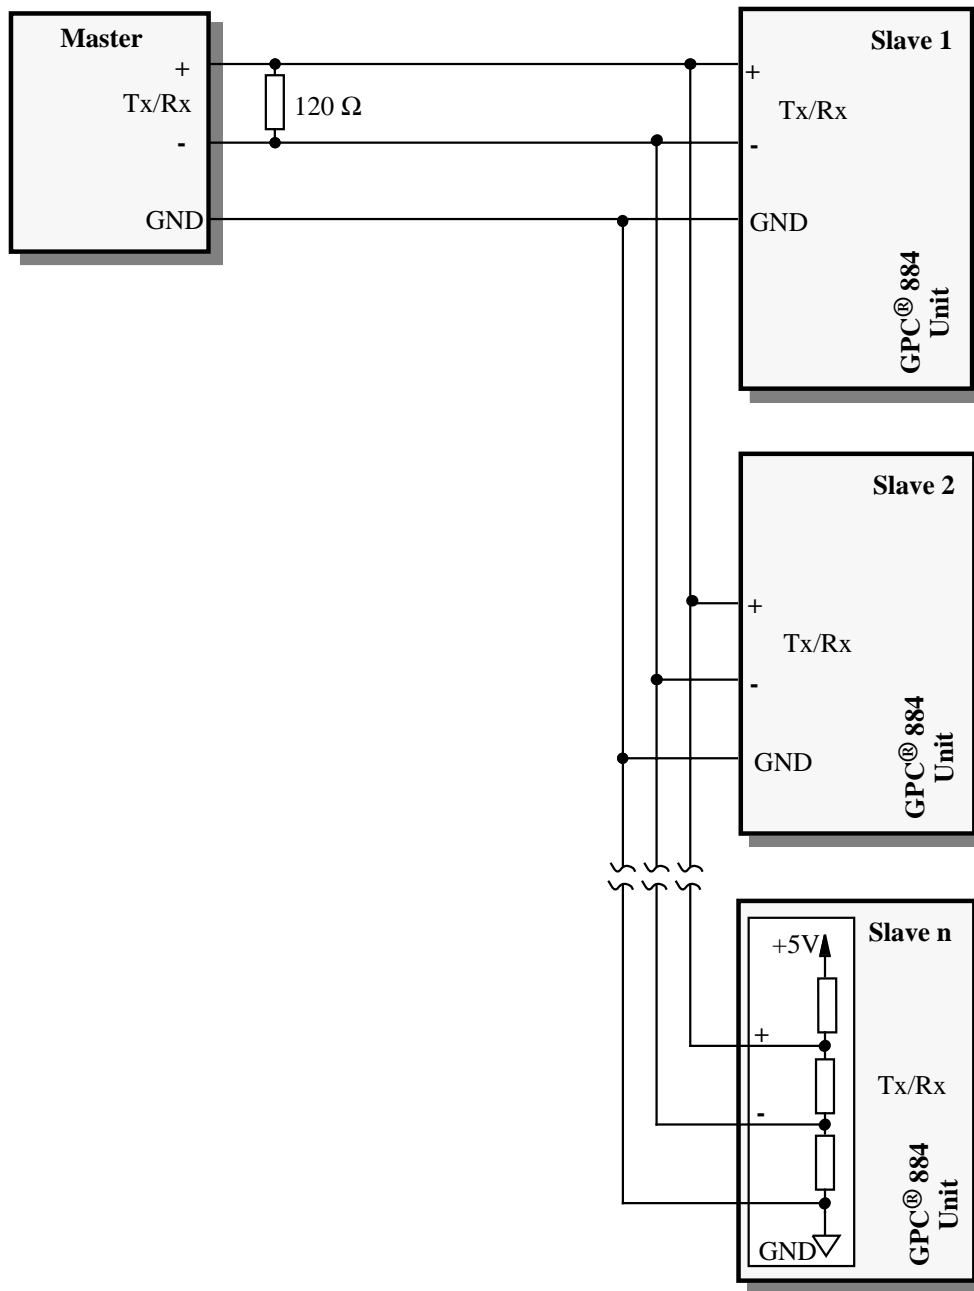 Master
+
Tx/Rx
-
GND
120 Ω
Slave 1
+
Tx/Rx
-
GND
GPC® 884
Unit
Slave 2
+
Tx/Rx
-
GND
GPC® 884
Unit
Slave n
+5V
+
Tx/Rx
-
GND
GPC® 884
Unit